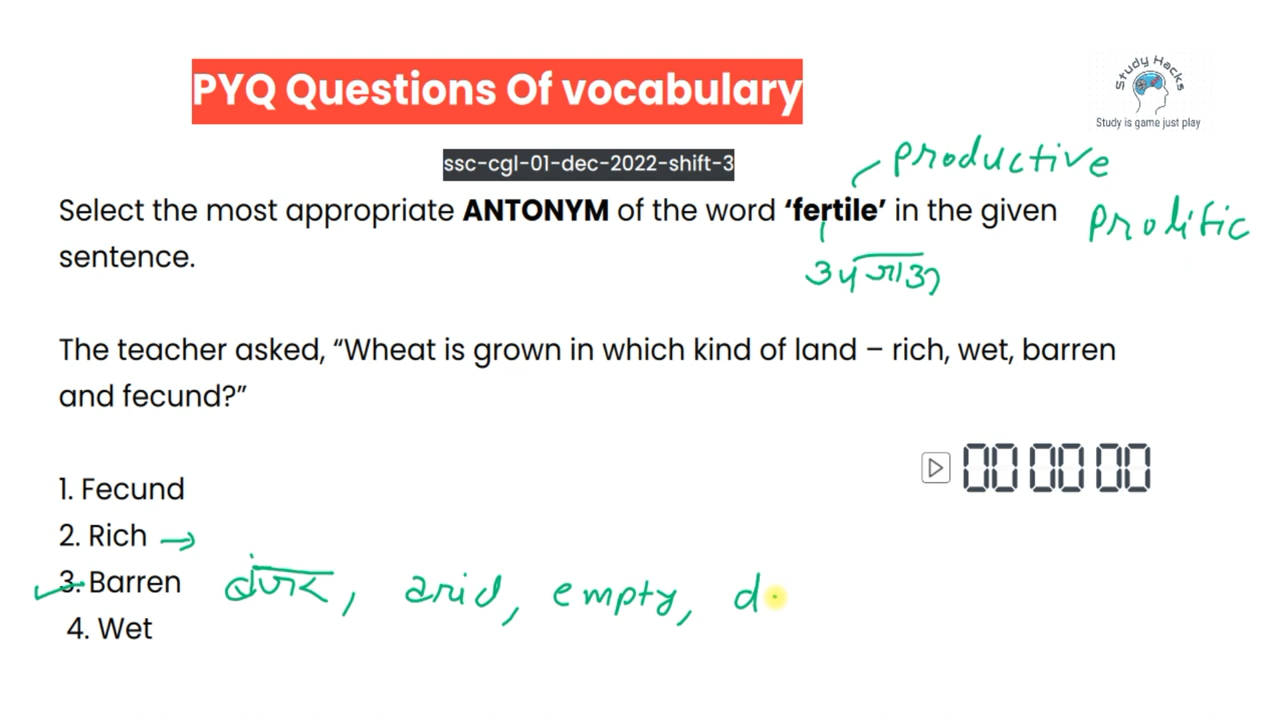 PYQ Questions Of vocabulary
Study Hacks
Study is game just play
ssc-cgl-01-dec-2022-shift-3
productive
Select the most appropriate ANTONYM of the word ‘fertile’ in the given
prolific
sentence.
उपजाऊ
The teacher asked, “Wheat is grown in which kind of land – rich, wet, barren
and fecund?”
00 00 00
1. Fecund
2. Rich →
3. Barren बंजर, arid, empty, d
4. Wet